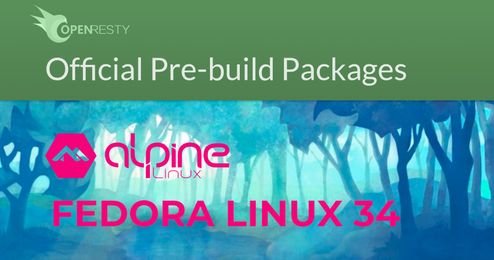 OPENRESTY
Official Pre-build Packages
alpine
Linux
FEDORA LINUX 34